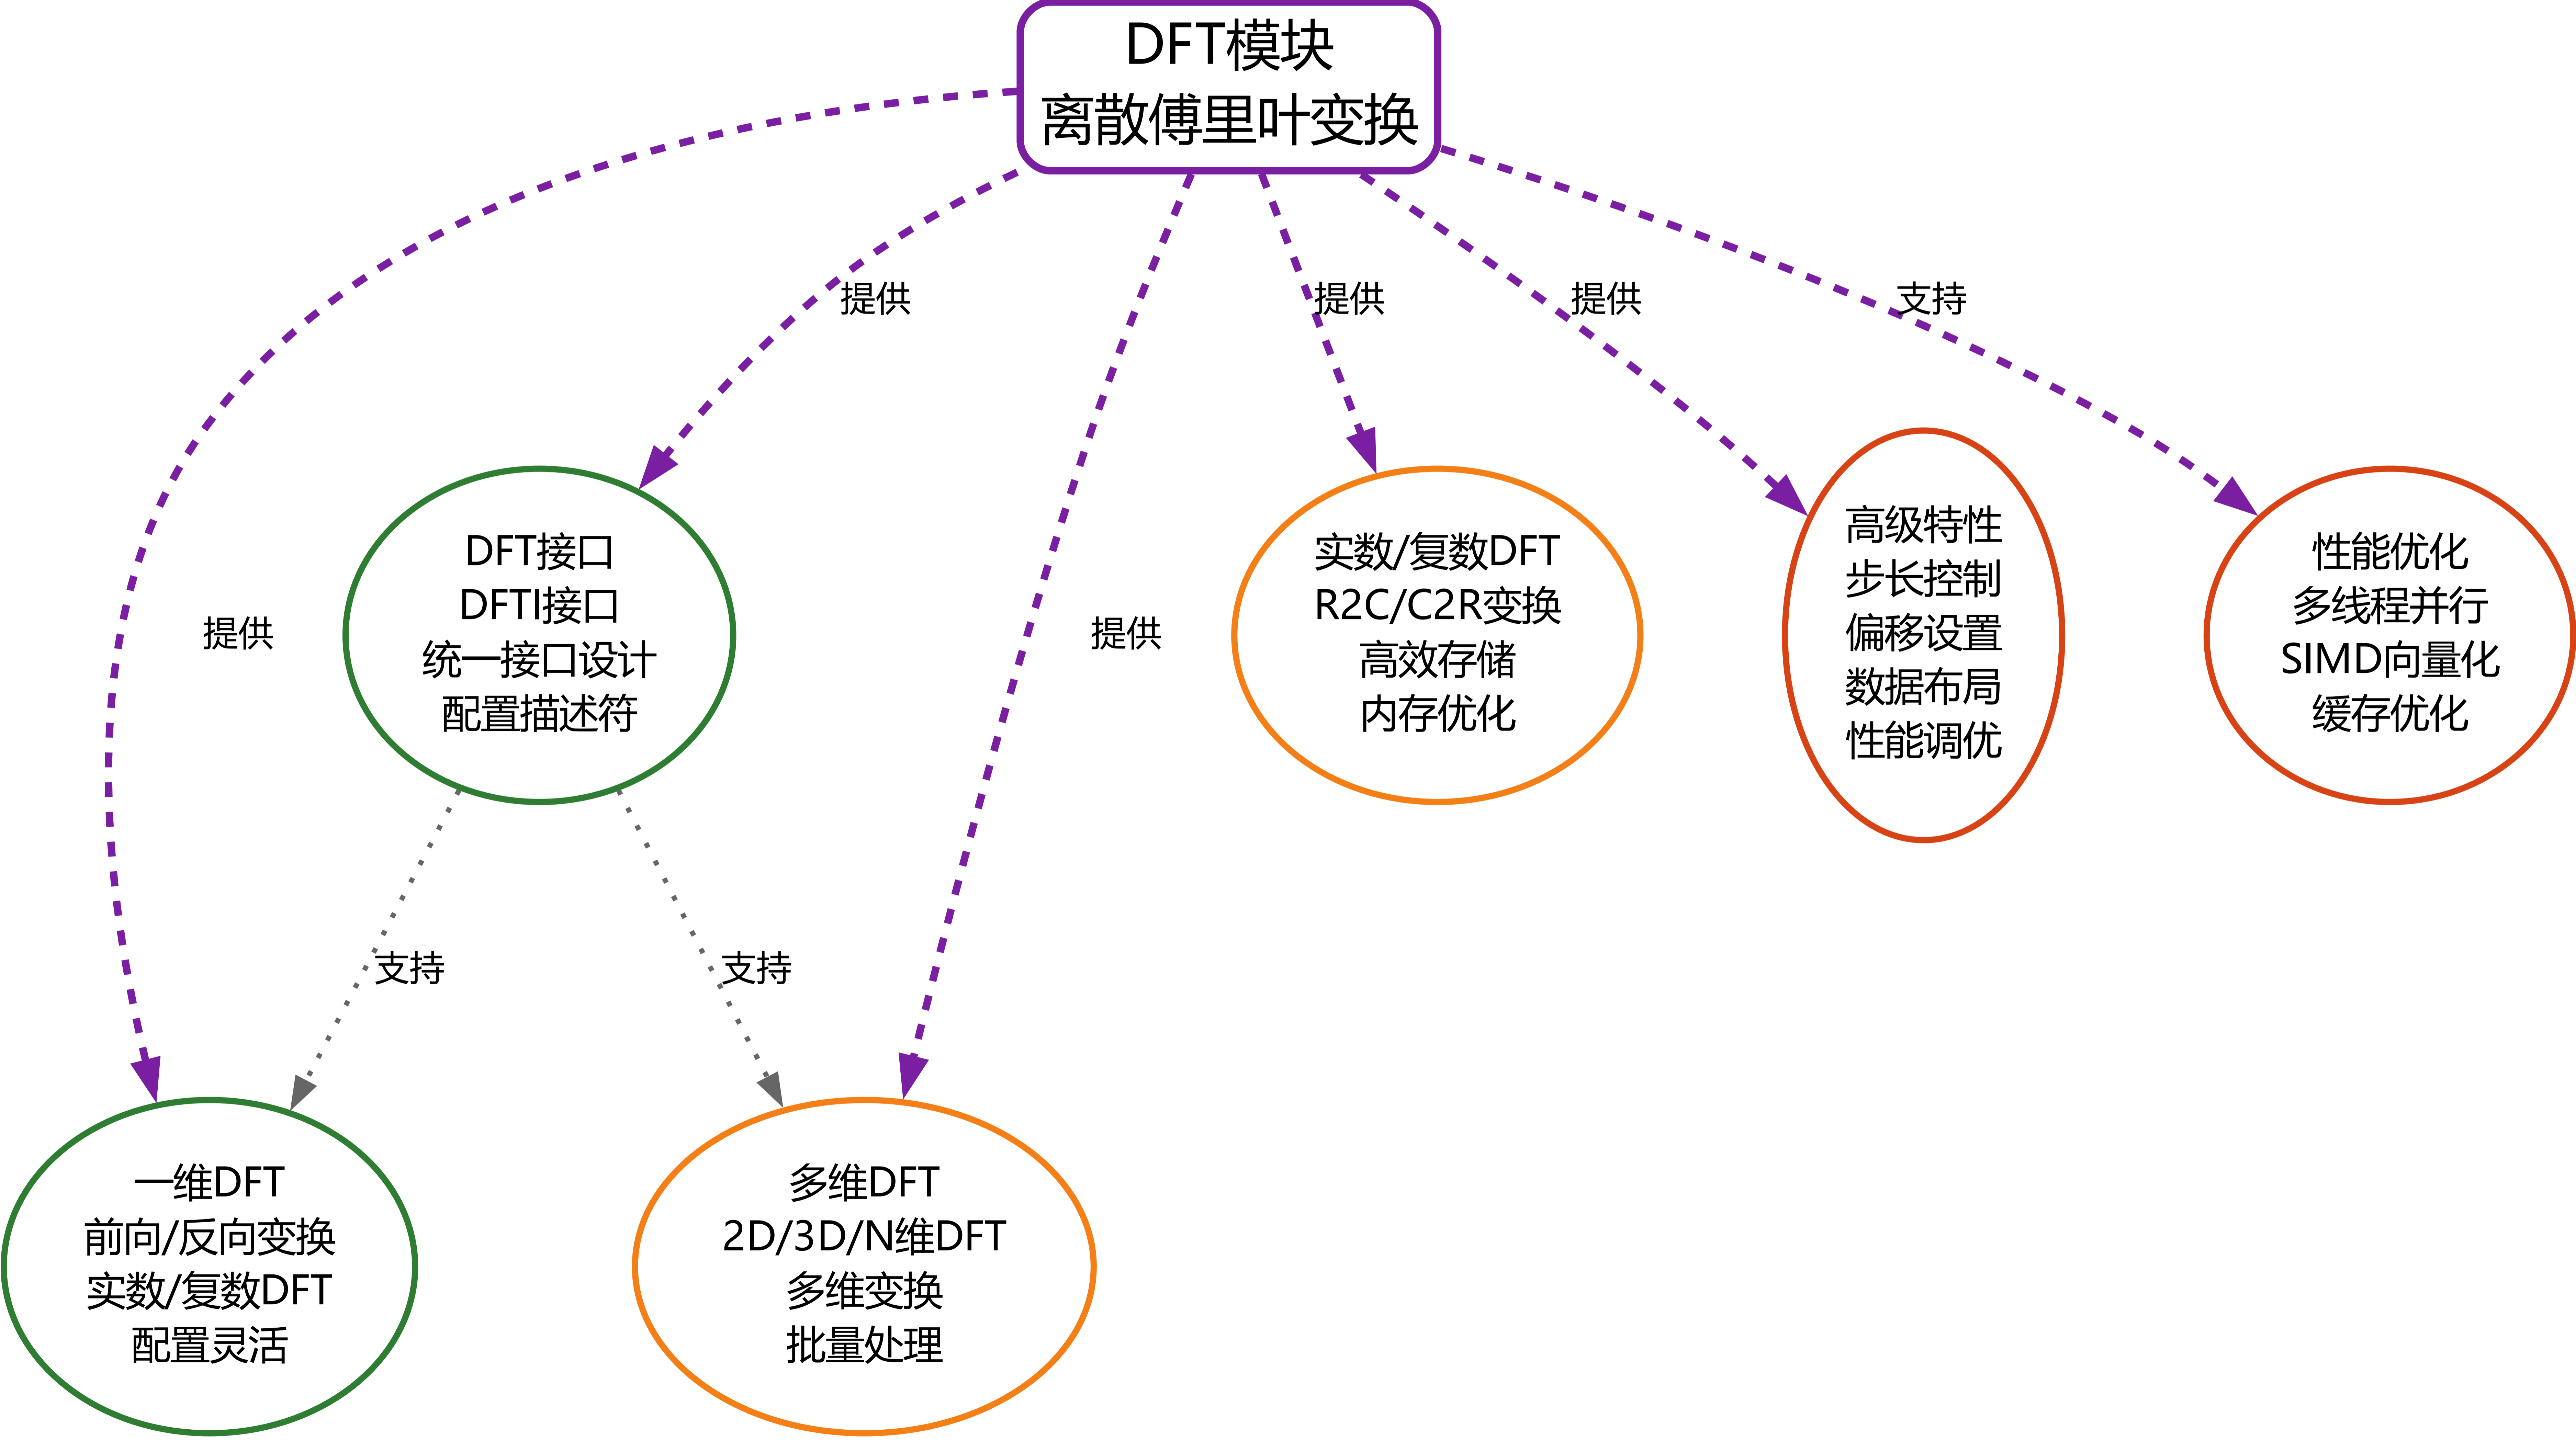 DFT模块
离散傅里叶变换
提供
提供
提供
支持
DFT接口
DFTI接口
统一接口设计
配置描述符
实数/复数DFT
R2C/C2R变换
高效存储
内存优化
高级特性
步长控制
偏移设置
数据布局
性能调优
性能优化
多线程并行
SIMD向量化
缓存优化
提供
提供
支持
支持
一维DFT
前向/反向变换
实数/复数DFT
配置灵活
多维DFT
2D/3D/N维DFT
多维变换
批量处理